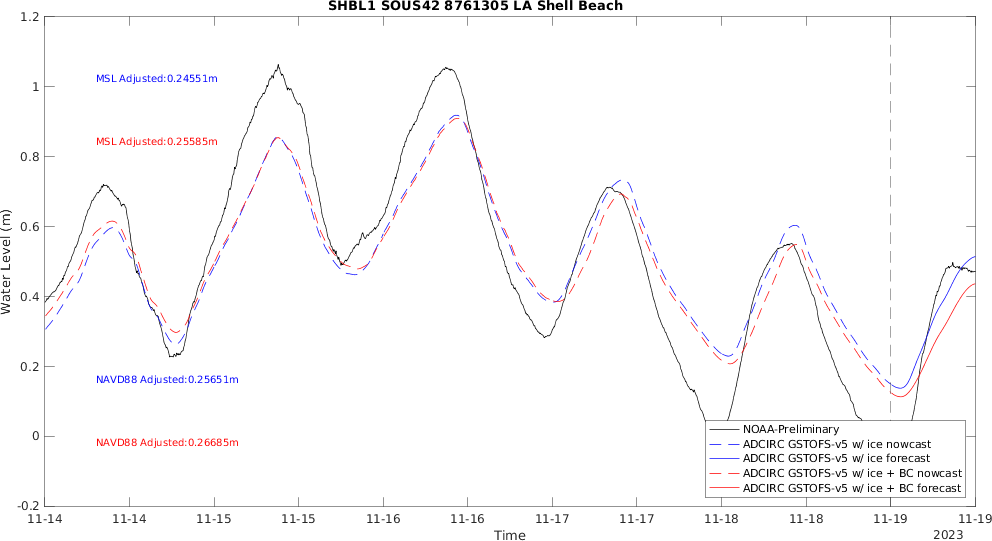 SHBL1 SOUS42 8761305 LA Shell Beach
1.2
1
0.8
0.6
0.4
0.2
0
-0.2
Water Level (m)
MSL Adjusted:0.24551m
MSL Adjusted:0.25585m
NAVD88 Adjusted:0.25651m
NAVD88 Adjusted:0.26685m
NOAA-Preliminary
ADCIRC GSTOFS-v5 w/ ice nowcast
ADCIRC GSTOFS-v5 w/ ice forecast
ADCIRC GSTOFS-v5 w/ ice + BC nowcast
ADCIRC GSTOFS-v5 w/ ice + BC forecast
11-14 11-14 11-15 11-15 11-16 11-16 11-17 11-17 11-18 11-18 11-19 11-19
Time
2023